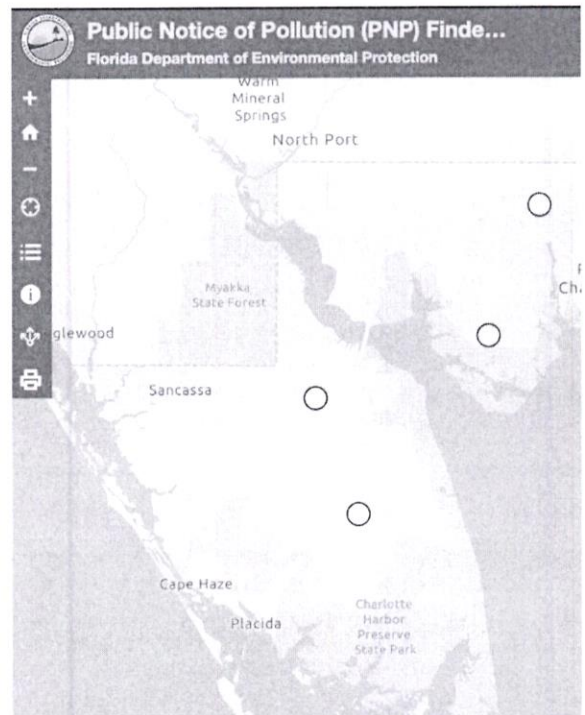 Public Notice of Pollution (PNP) Finde...
Florida Department of Environmental Protection
Warm
Mineral
Springs
North Port
Myakka
State Forest
Cha
glewood
Sancassa
Cape Haze
Placida
Charlotte
Harbor
Preserve
State Park